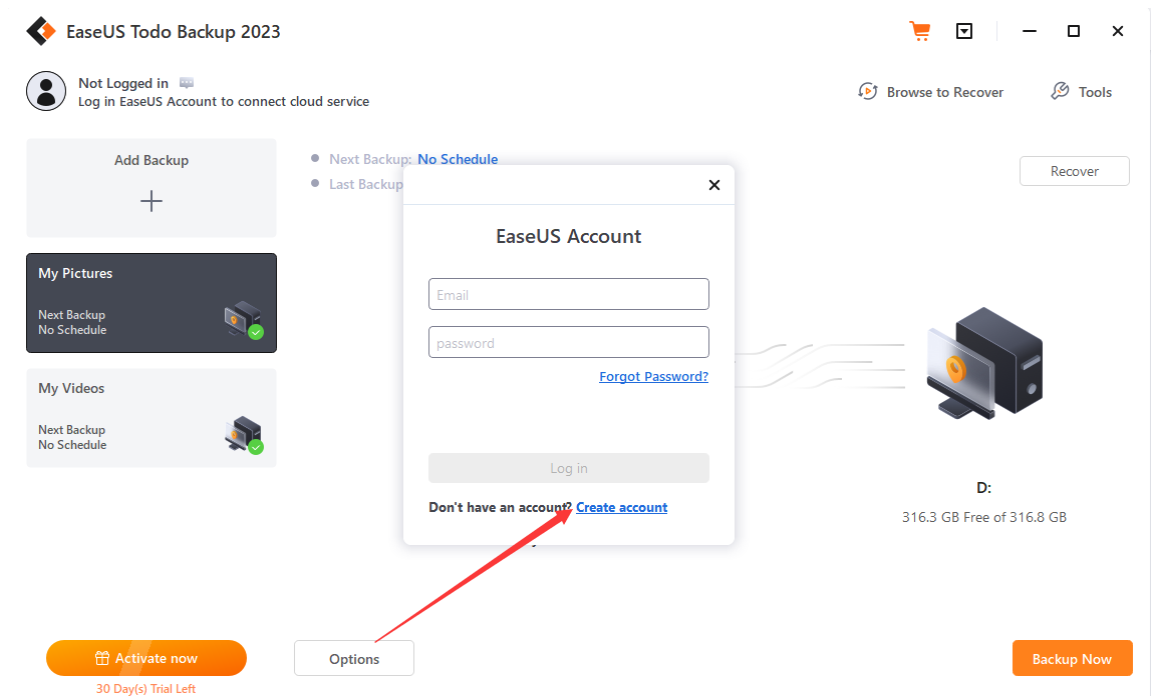 EaseUS Todo Backup 2023
Not Logged in
Log in EaseUS Account to connect cloud service
Browse to Recover
Tools
Add Backup
Next Backup: No Schedule
Last Backup
Recover
My Pictures
Next Backup
No Schedule
My Videos
Next Backup
No Schedule
EaseUS Account
Email
password
Forgot Password?
Log in
Don't have an account? Create account
D:
316.3 GB Free of 316.8 GB
Activate now
30 Day(s) Trial Left
Options
Backup Now